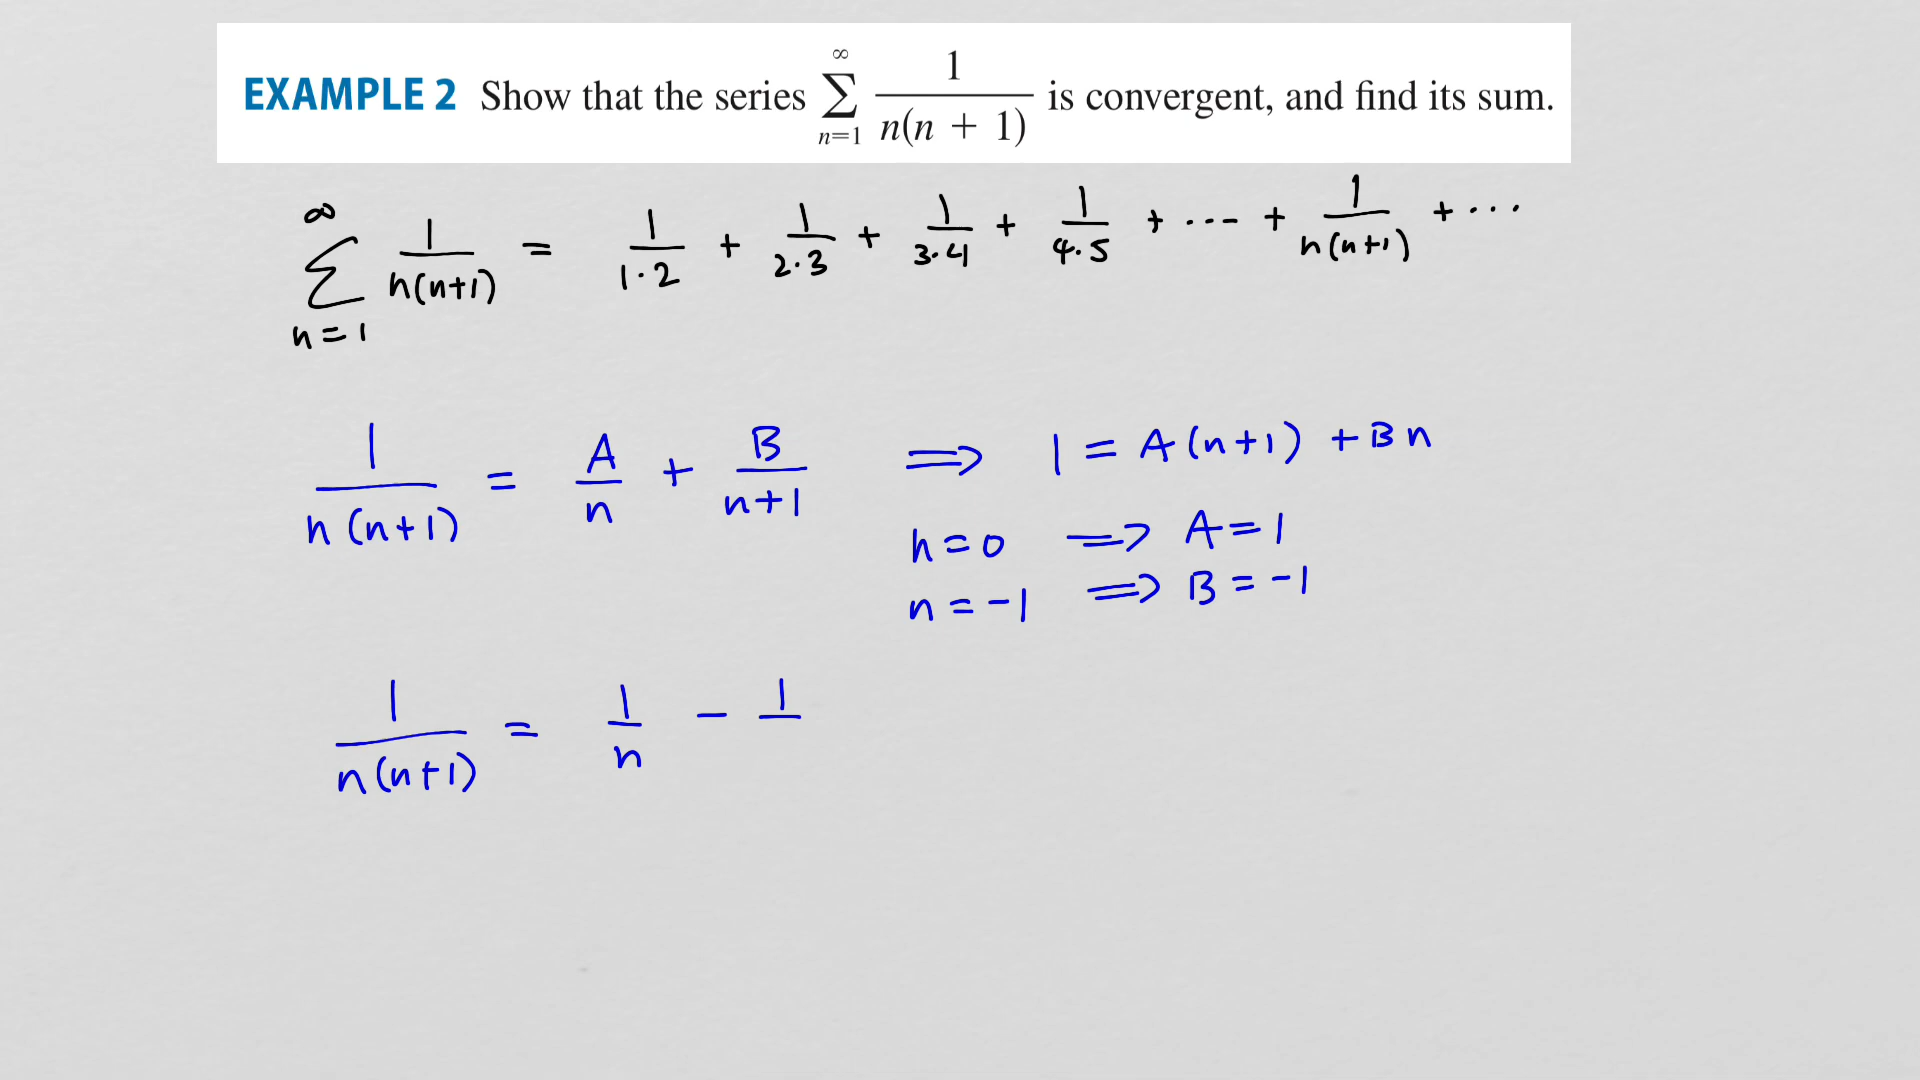 EXAMPLE 2 Show that the series ∑_{n=1}^{∞} 1/(n(n + 1)) is convergent, and find its sum.
∑_{n=1}^{∞} 1/(n(n+1)) = 1/(1·2) + 1/(2·3) + 1/(3·4) + 1/(4·5) + --- + 1/(n(n+1)) + ...
1/(n(n+1)) = A/n + B/(n+1) ⟹ 1 = A(n+1) + Bn
n=0 ⟹ A=1
n=-1 ⟹ B=-1
1/(n(n+1)) = 1/n - 1/